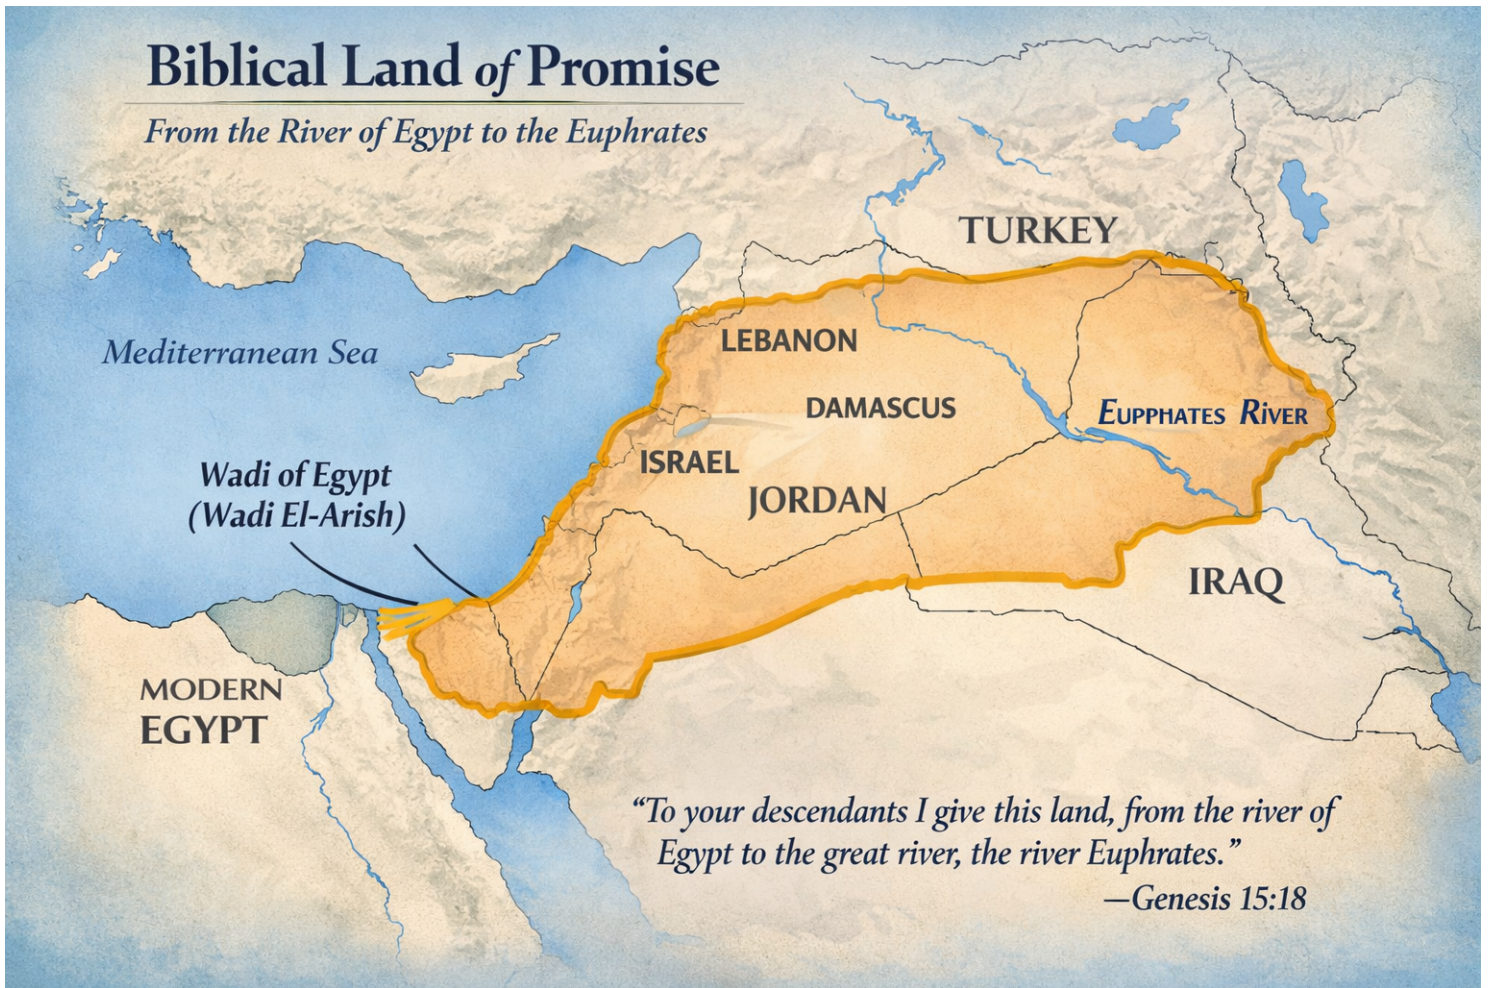 Biblical Land of Promise
From the River of Egypt to the Euphrates
TURKEY
Mediterranean Sea
LEBANON
DAMASCUS
EUPPHATES RIVER
ISRAEL
JORDAN
Wadi of Egypt
(Wadi El-Arish)
IRAQ
MODERN
EGYPT
“To your descendants I give this land, from the river of
Egypt to the great river, the river Euphrates.”
—Genesis 15:18